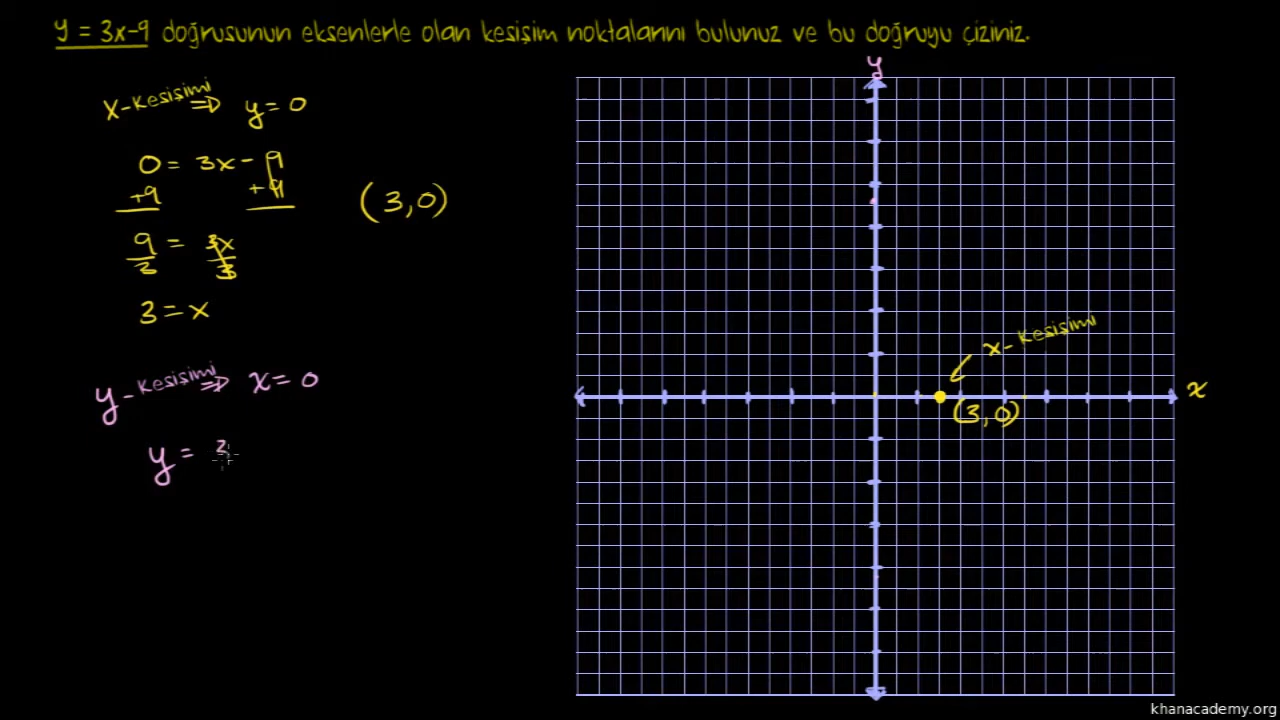 y = 3x-9 doğrusunun eksenlerle olan kesişim noktalarını bulunuz ve bu doğruyu çiziniz.
x-kesişimi ⇒ y = 0
0 = 3x - 9
+9 +9
(3,0)
9/3 = 3x/3
3 = x
y-kesişimi ⇒ x = 0
y = 3
y
x-kesişimi
x
(3,0)
khanacademy.org